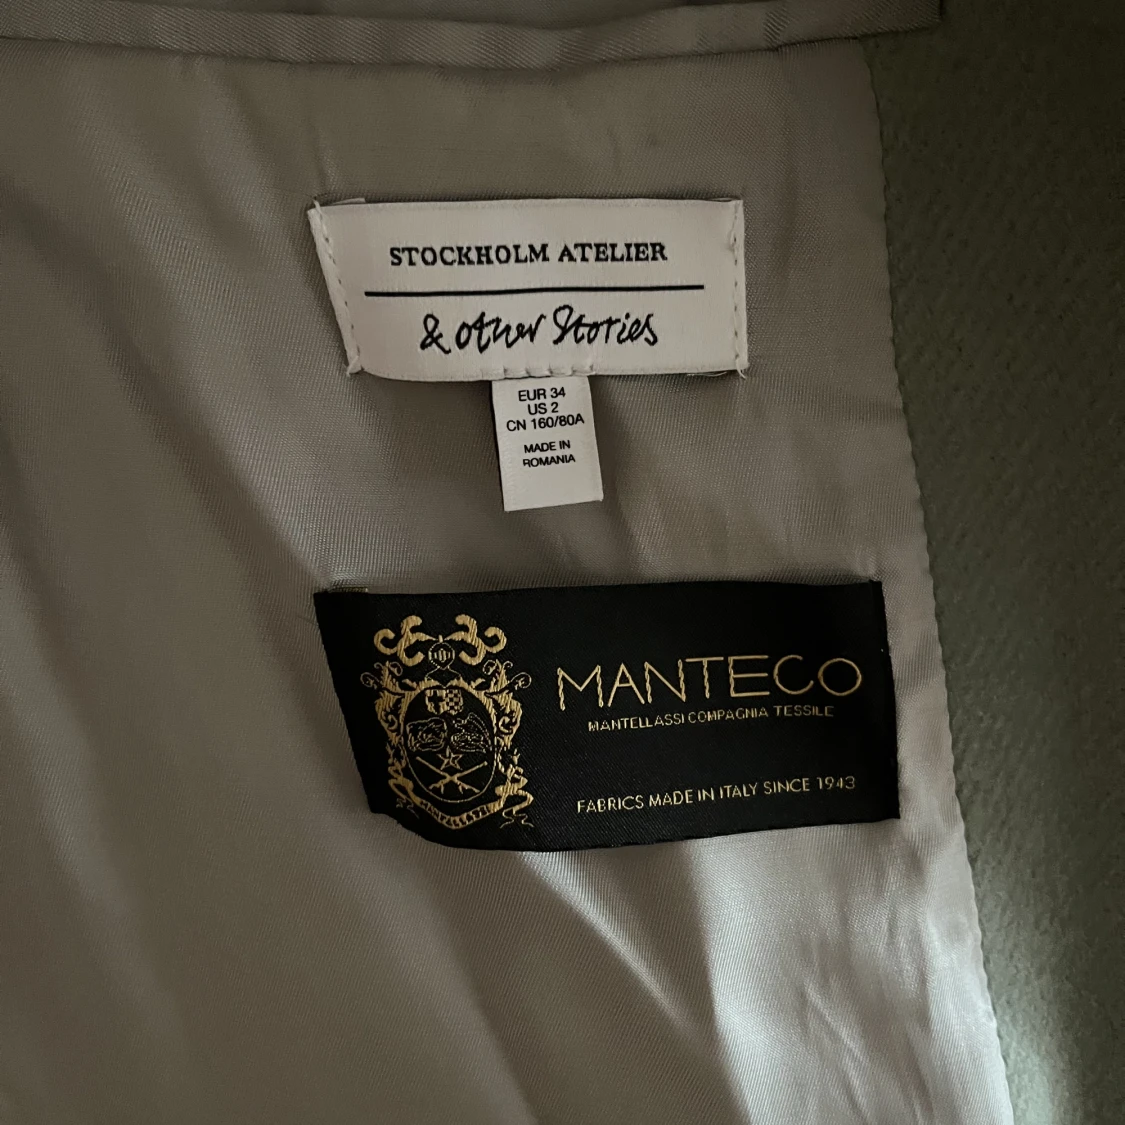 STOCKHOLM ATELIER
& other Stories
EUR 34
US 2
CN 160/80A
MADE IN
ROMANIA
MANTECO
MANTELLASSI COMPAGNIA TESSILE
FABRICS MADE IN ITALY SINCE 1943